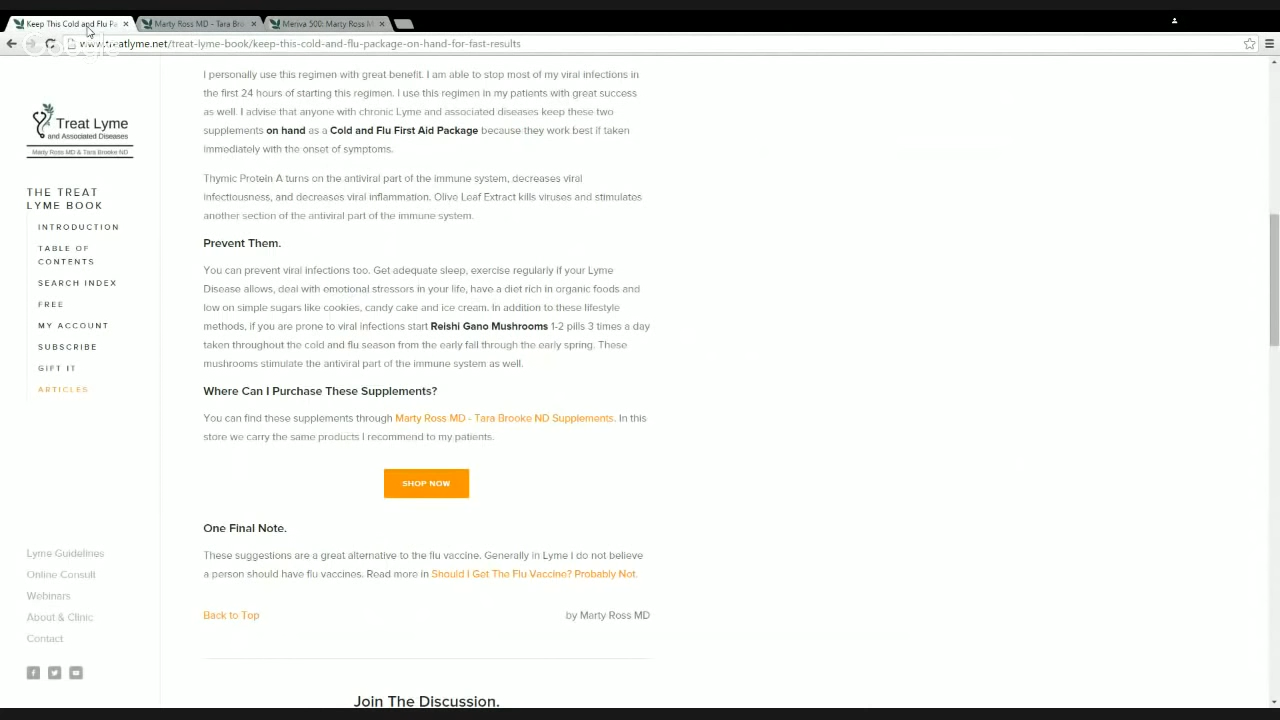 Keep This Cold and Flu Pa
Marty Ross MD - Tara Bro
Meriva 500: Marty Ross M
www.treatlyme.net/treat-lyme-book/keep-this-cold-and-flu-package-on-hand-for-fast-results
Google
Treat Lyme
and Associated Diseases
Marty Ross MD & Tara Brooke ND
THE TREAT
LYME BOOK
INTRODUCTION
TABLE OF
CONTENTS
SEARCH INDEX
FREE
MY ACCOUNT
SUBSCRIBE
GIFT IT
ARTICLES
Lyme Guidelines
Online Consult
Webinars
About & Clinic
Contact
I personally use this regimen with great benefit. I am able to stop most of my viral infections in
the first 24 hours of starting this regimen. I use this regimen in my patients with great success
as well. I advise that anyone with chronic Lyme and associated diseases keep these two
supplements on hand as a Cold and Flu First Aid Package because they work best if taken
immediately with the onset of symptoms.
Thymic Protein A turns on the antiviral part of the immune system, decreases viral
infectiousness, and decreases viral inflammation. Olive Leaf Extract kills viruses and stimulates
another section of the antiviral part of the immune system.
Prevent Them.
You can prevent viral infections too. Get adequate sleep, exercise regularly if your Lyme
Disease allows, deal with emotional stressors in your life, have a diet rich in organic foods and
low on simple sugars like cookies, candy cake and ice cream. In addition to these lifestyle
methods, if you are prone to viral infections start Reishi Gano Mushrooms 1-2 pills 3 times a day
taken throughout the cold and flu season from the early fall through the early spring. These
mushrooms stimulate the antiviral part of the immune system as well.
Where Can I Purchase These Supplements?
You can find these supplements through Marty Ross MD - Tara Brooke ND Supplements. In this
store we carry the same products I recommend to my patients.
SHOP NOW
One Final Note.
These suggestions are a great alternative to the flu vaccine. Generally in Lyme I do not believe
a person should have flu vaccines. Read more in Should I Get The Flu Vaccine? Probably Not.
Back to Top
by Marty Ross MD
Join The Discussion.